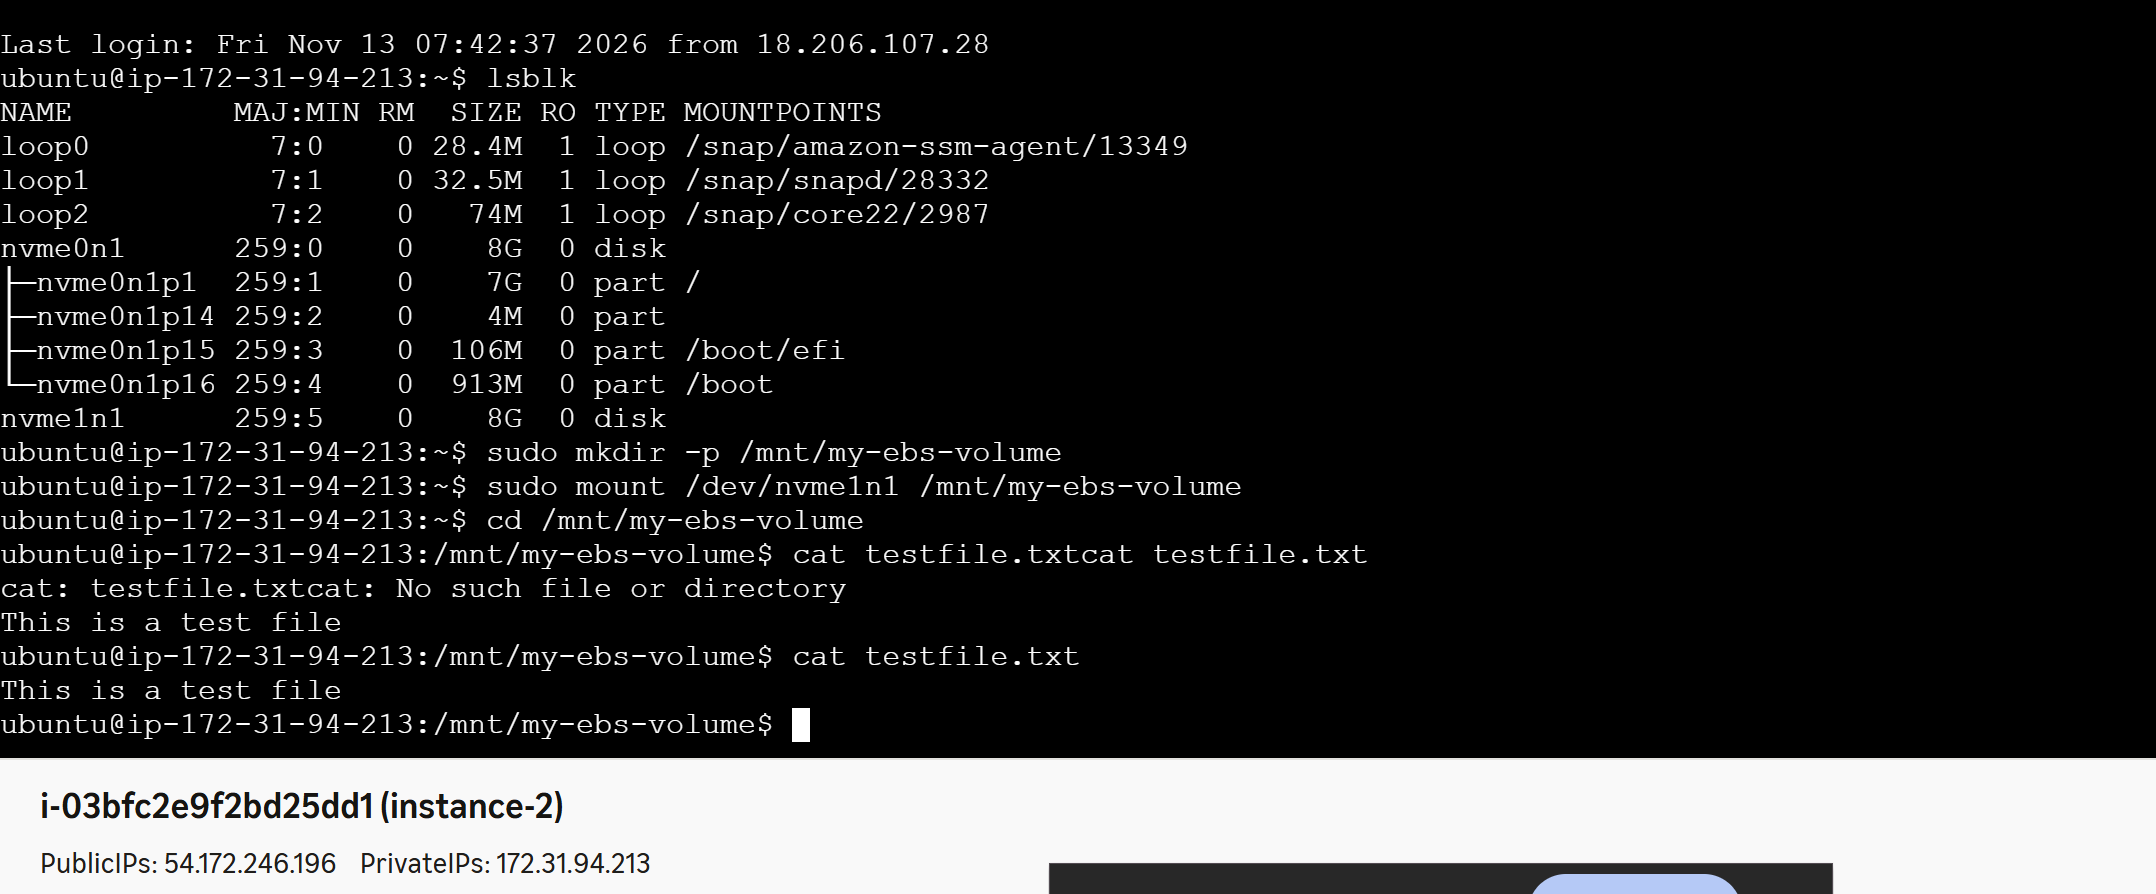 Last login: Fri Nov 13 07:42:37 2026 from 18.206.107.28
ubuntu@ip-172-31-94-213:~$ lsblk
NAME         MAJ:MIN RM  SIZE RO TYPE MOUNTPOINTS
loop0          7:0    0 28.4M  1 loop /snap/amazon-ssm-agent/13349
loop1          7:1    0 32.5M  1 loop /snap/snapd/28332
loop2          7:2    0   74M  1 loop /snap/core22/2987
nvme0n1      259:0    0    8G  0 disk
├─nvme0n1p1  259:1    0    7G  0 part /
├─nvme0n1p14 259:2    0    4M  0 part
├─nvme0n1p15 259:3    0  106M  0 part /boot/efi
└─nvme0n1p16 259:4    0  913M  0 part /boot
nvme1n1      259:5    0    8G  0 disk
ubuntu@ip-172-31-94-213:~$ sudo mkdir -p /mnt/my-ebs-volume
ubuntu@ip-172-31-94-213:~$ sudo mount /dev/nvme1n1 /mnt/my-ebs-volume
ubuntu@ip-172-31-94-213:~$ cd /mnt/my-ebs-volume
ubuntu@ip-172-31-94-213:/mnt/my-ebs-volume$ cat testfile.txtcat testfile.txt
cat: testfile.txtcat: No such file or directory
This is a test file
ubuntu@ip-172-31-94-213:/mnt/my-ebs-volume$ cat testfile.txt
This is a test file
ubuntu@ip-172-31-94-213:/mnt/my-ebs-volume$
i-03bfc2e9f2bd25dd1 (instance-2)
PublicIPs: 54.172.246.196 PrivateIPs: 172.31.94.213